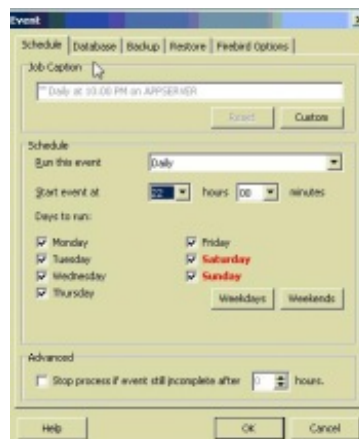 Event
Schedule Database Backup Restore Firebird Options
Job Caption
"" Daily at 10:00 PM on APPSERVER
Reset Custom
Schedule
Run this event Daily
Start event at 22 hours 00 minutes
Days to run:
Monday Friday
Tuesday Saturday
Wednesday Sunday
Thursday
Weekdays Weekends
Advanced
Stop process if event still incomplete after 0 hours.
Help OK Cancel